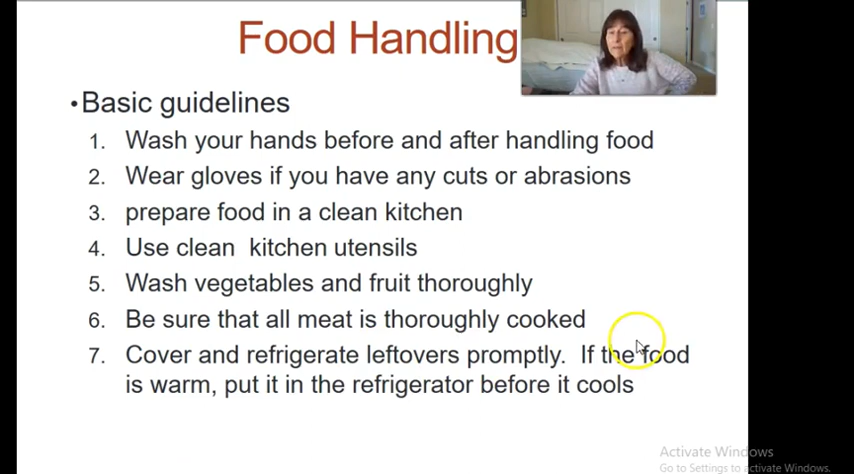 Food Handling
•Basic guidelines
1. Wash your hands before and after handling food
2. Wear gloves if you have any cuts or abrasions
3. prepare food in a clean kitchen
4. Use clean kitchen utensils
5. Wash vegetables and fruit thoroughly
6. Be sure that all meat is thoroughly cooked
7. Cover and refrigerate leftovers promptly. If the food
is warm, put it in the refrigerator before it cools
Activate Windows
Go to Settings to activate Windows.